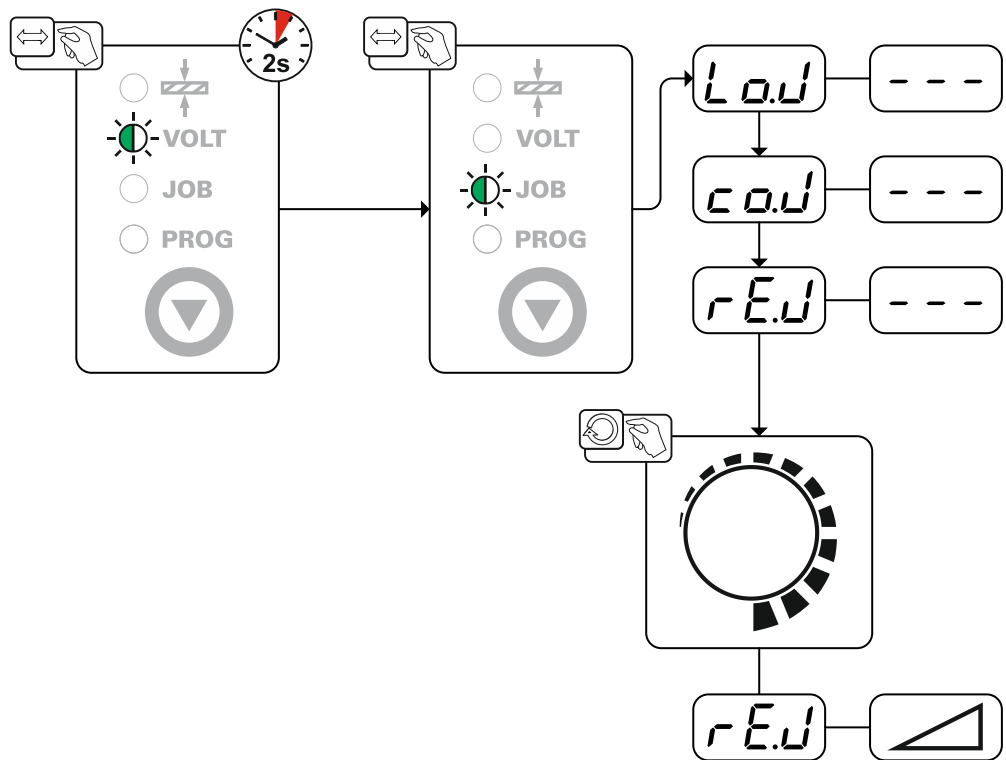 2s
VOLT
JOB
PROG
VOLT
JOB
PROG
Lo.J
- - -
co.J
- - -
rE.J
- - -
rE.J